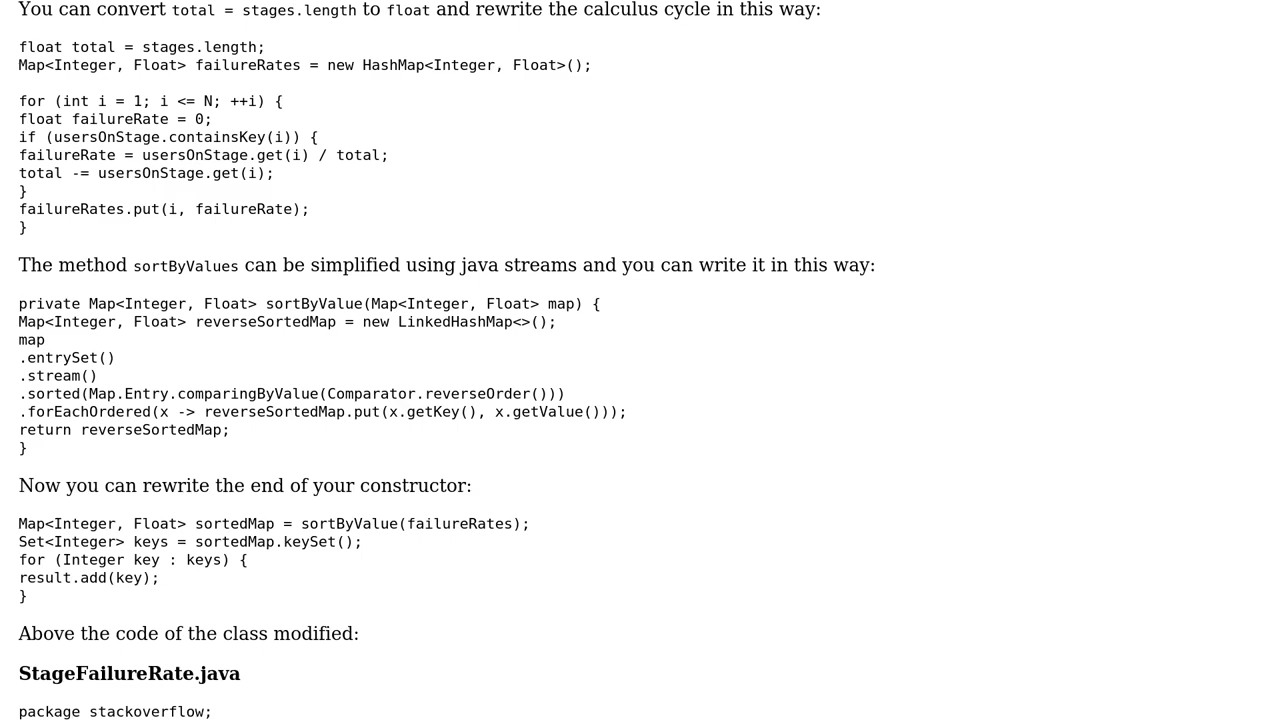 You can convert total = stages.length to float and rewrite the calculus cycle in this way:
float total = stages.length;
Map<Integer, Float> failureRates = new HashMap<Integer, Float>();
for (int i = 1; i <= N; ++i) {
float failureRate = 0;
if (usersOnStage.containsKey(i)) {
failureRate = usersOnStage.get(i) / total;
total -= usersOnStage.get(i);
}
failureRates.put(i, failureRate);
}
The method sortByValues can be simplified using java streams and you can write it in this way:
private Map<Integer, Float> sortByValue(Map<Integer, Float> map) {
Map<Integer, Float> reverseSortedMap = new LinkedHashMap<>();
map
.entrySet()
.stream()
.sorted(Map.Entry.comparingByValue(Comparator.reverseOrder()))
.forEachOrdered(x -> reverseSortedMap.put(x.getKey(), x.getValue()));
return reverseSortedMap;
}
Now you can rewrite the end of your constructor:
Map<Integer, Float> sortedMap = sortByValue(failureRates);
Set<Integer> keys = sortedMap.keySet();
for (Integer key : keys) {
result.add(key);
}
Above the code of the class modified:
StageFailureRate.java
package stackoverflow;